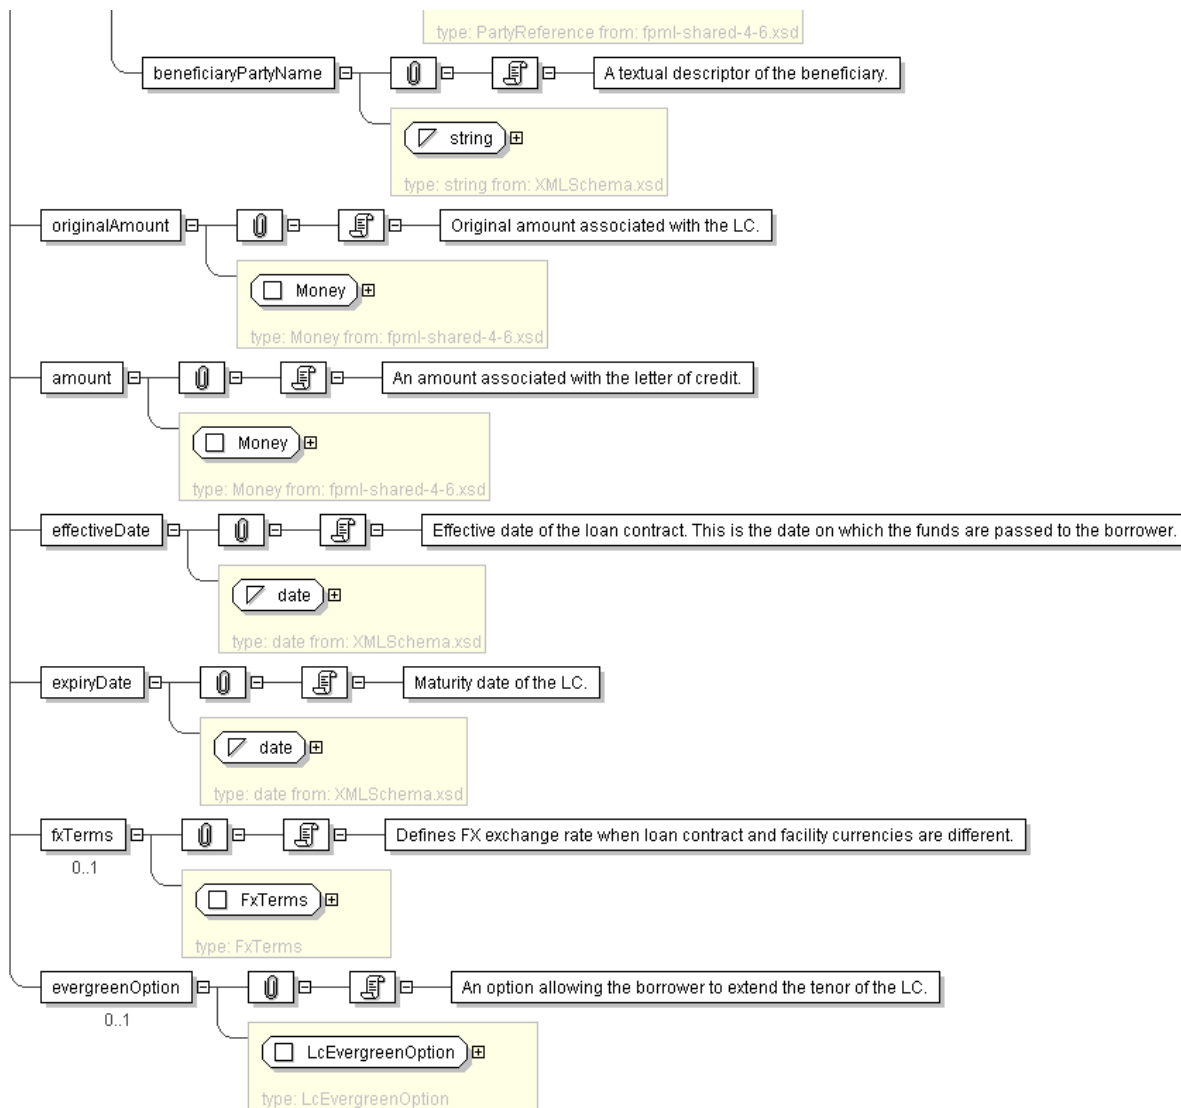 type: PartyReference from: fpml-shared-4-6.xsd
beneficiaryPartyName
A textual descriptor of the beneficiary.
string
type: string from: XMLSchema.xsd
originalAmount
Original amount associated with the LC.
Money
type: Money from: fpml-shared-4-6.xsd
amount
An amount associated with the letter of credit.
Money
type: Money from: fpml-shared-4-6.xsd
effectiveDate
Effective date of the loan contract. This is the date on which the funds are passed to the borrower.
date
type: date from: XMLSchema.xsd
expiryDate
Maturity date of the LC.
date
type: date from: XMLSchema.xsd
fxTerms
Defines FX exchange rate when loan contract and facility currencies are different.
0..1
FxTerms
type: FxTerms
evergreenOption
An option allowing the borrower to extend the tenor of the LC.
0..1
LcEvergreenOption
type: LcEvergreenOption